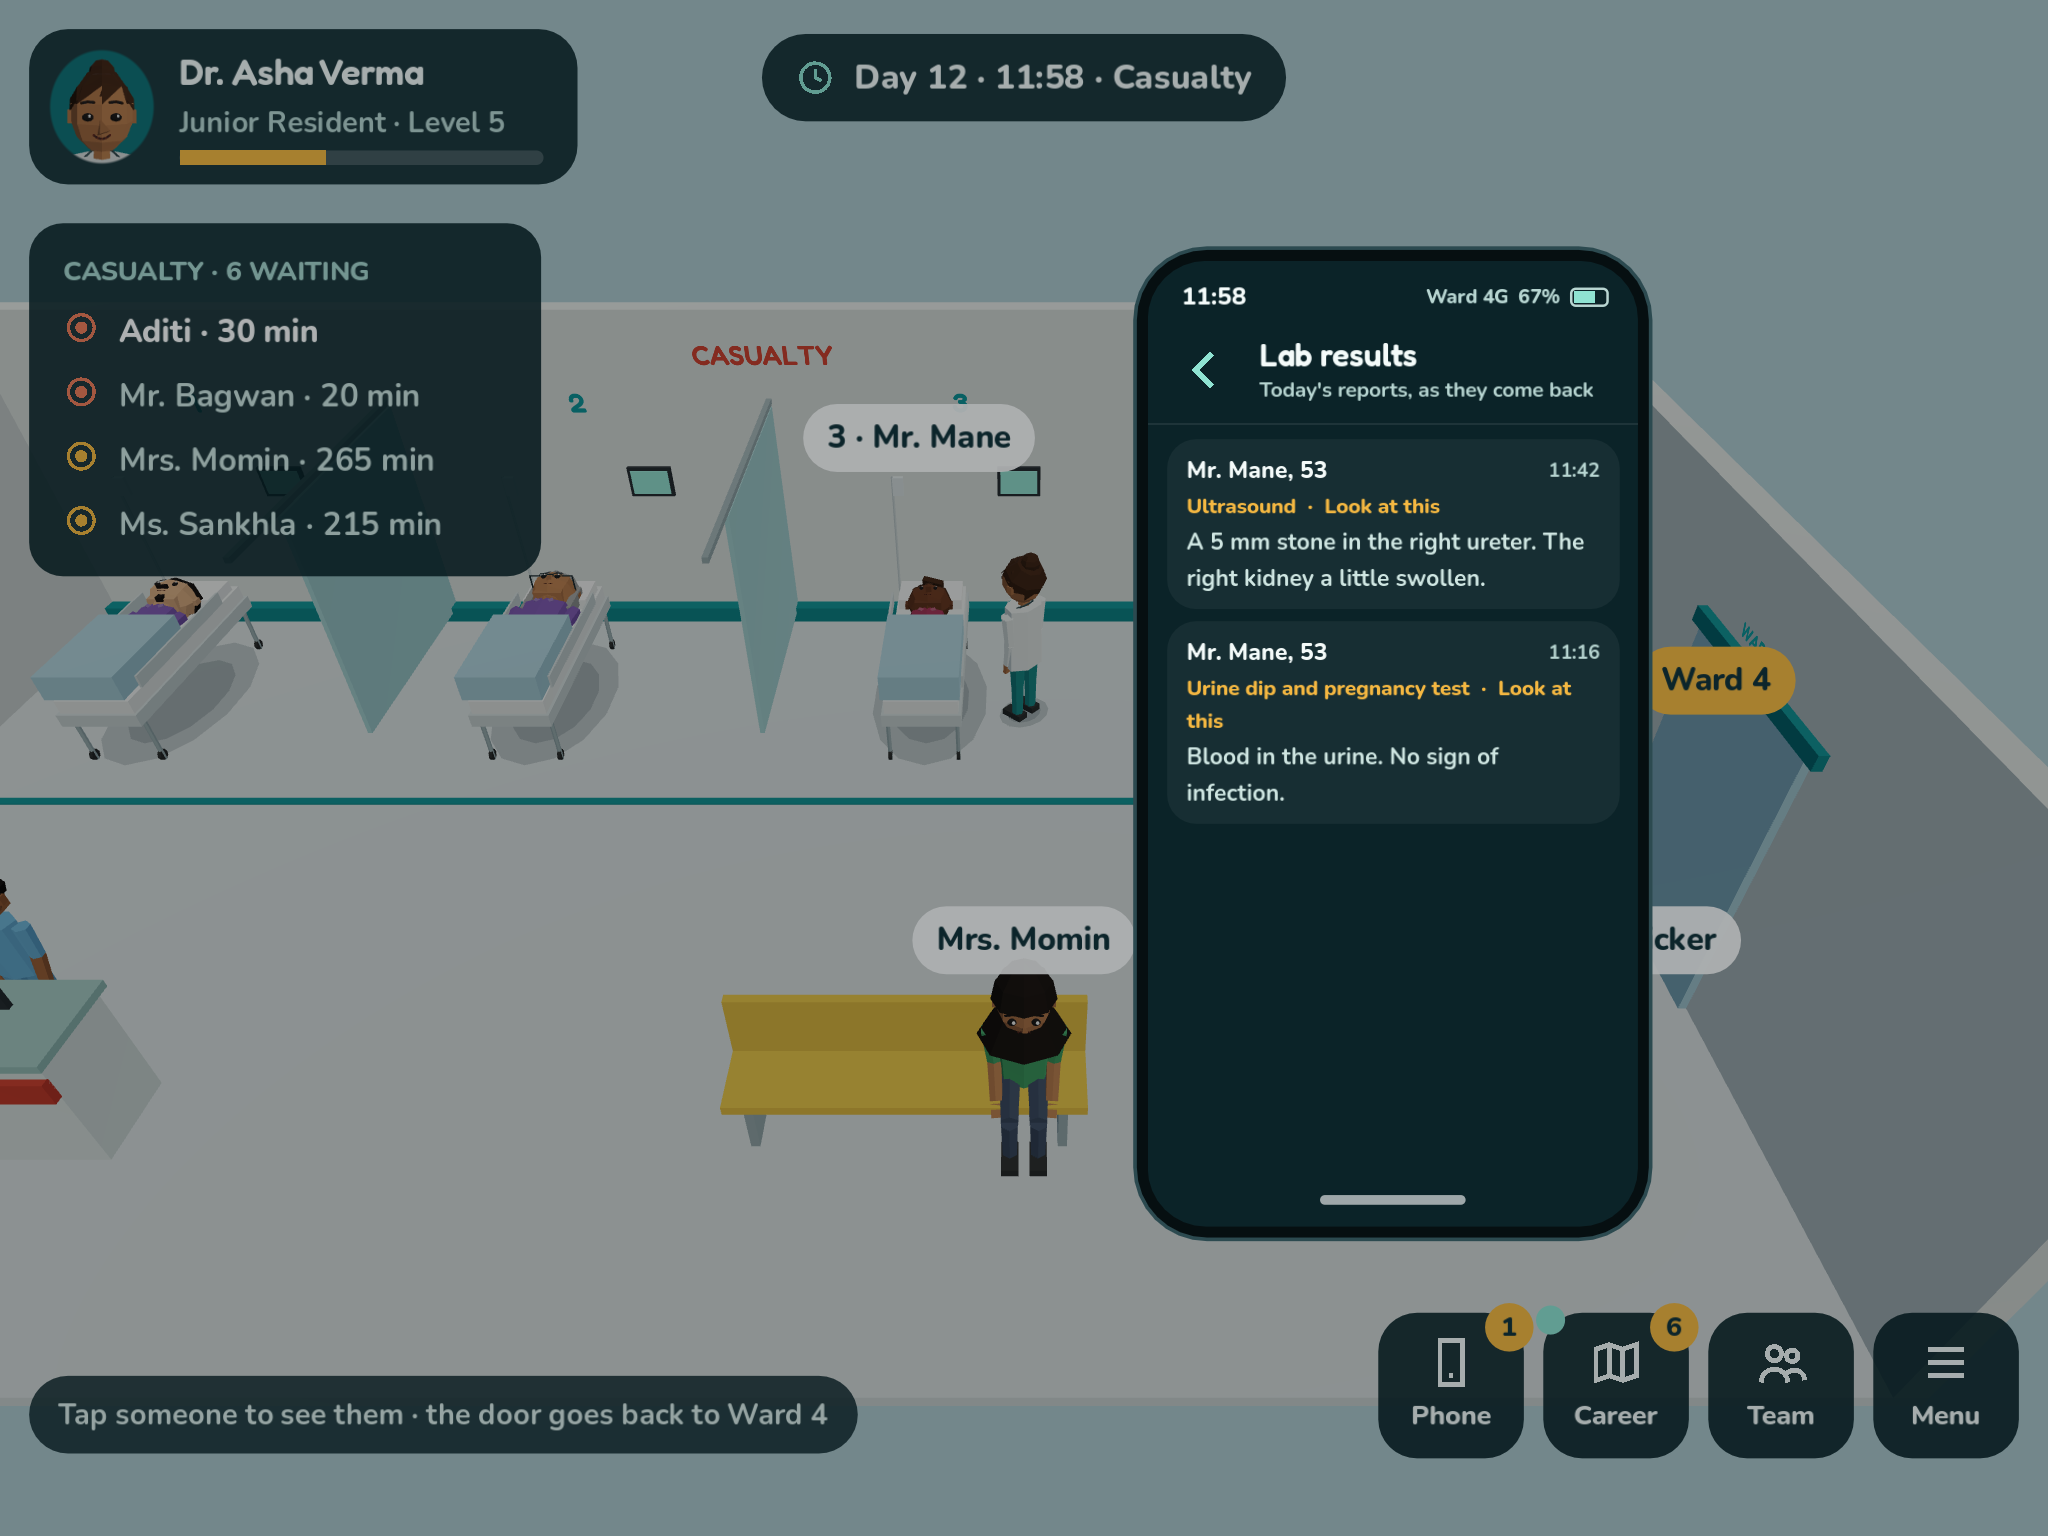 Dr. Asha Verma
Junior Resident · Level 5
Day 12 · 11:58 · Casualty
CASUALTY · 6 WAITING
Aditi · 30 min
Mr. Bagwan · 20 min
Mrs. Momin · 265 min
Ms. Sankhla · 215 min
CASUALTY
2
3
3 · Mr. Mane
11:58
Ward 4G 67%
Lab results
Today's reports, as they come back
Mr. Mane, 53
11:42
Ultrasound · Look at this
A 5 mm stone in the right ureter. The
right kidney a little swollen.
Mr. Mane, 53
11:16
Urine dip and pregnancy test · Look at
this
Blood in the urine. No sign of
infection.
Ward 4
Mrs. Momin
cker
Tap someone to see them · the door goes back to Ward 4
1
6
Phone
Career
Team
Menu